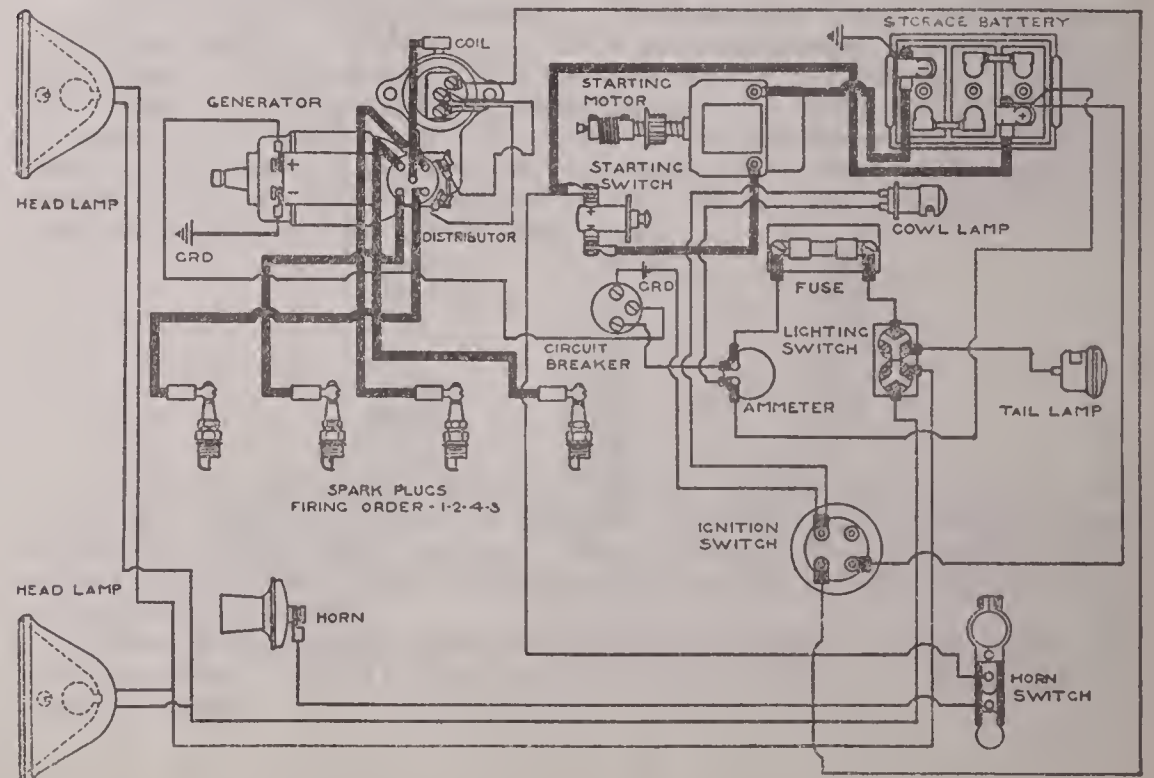 STORAGE BATTERY
COIL
STARTING
MOTOR
GENERATOR
+
-
STARTING
SWITCH
+
HEAD LAMP
COWL LAMP
GRD
DISTRIBUTOR
FUSE
GRD
LIGHTING
SWITCH
CIRCUIT
BREAKER
AMMETER
TAIL LAMP
SPARK PLUGS
FIRING ORDER - 1-2-4-3
IGNITION
SWITCH
HEAD LAMP
HORN
HORN
SWITCH